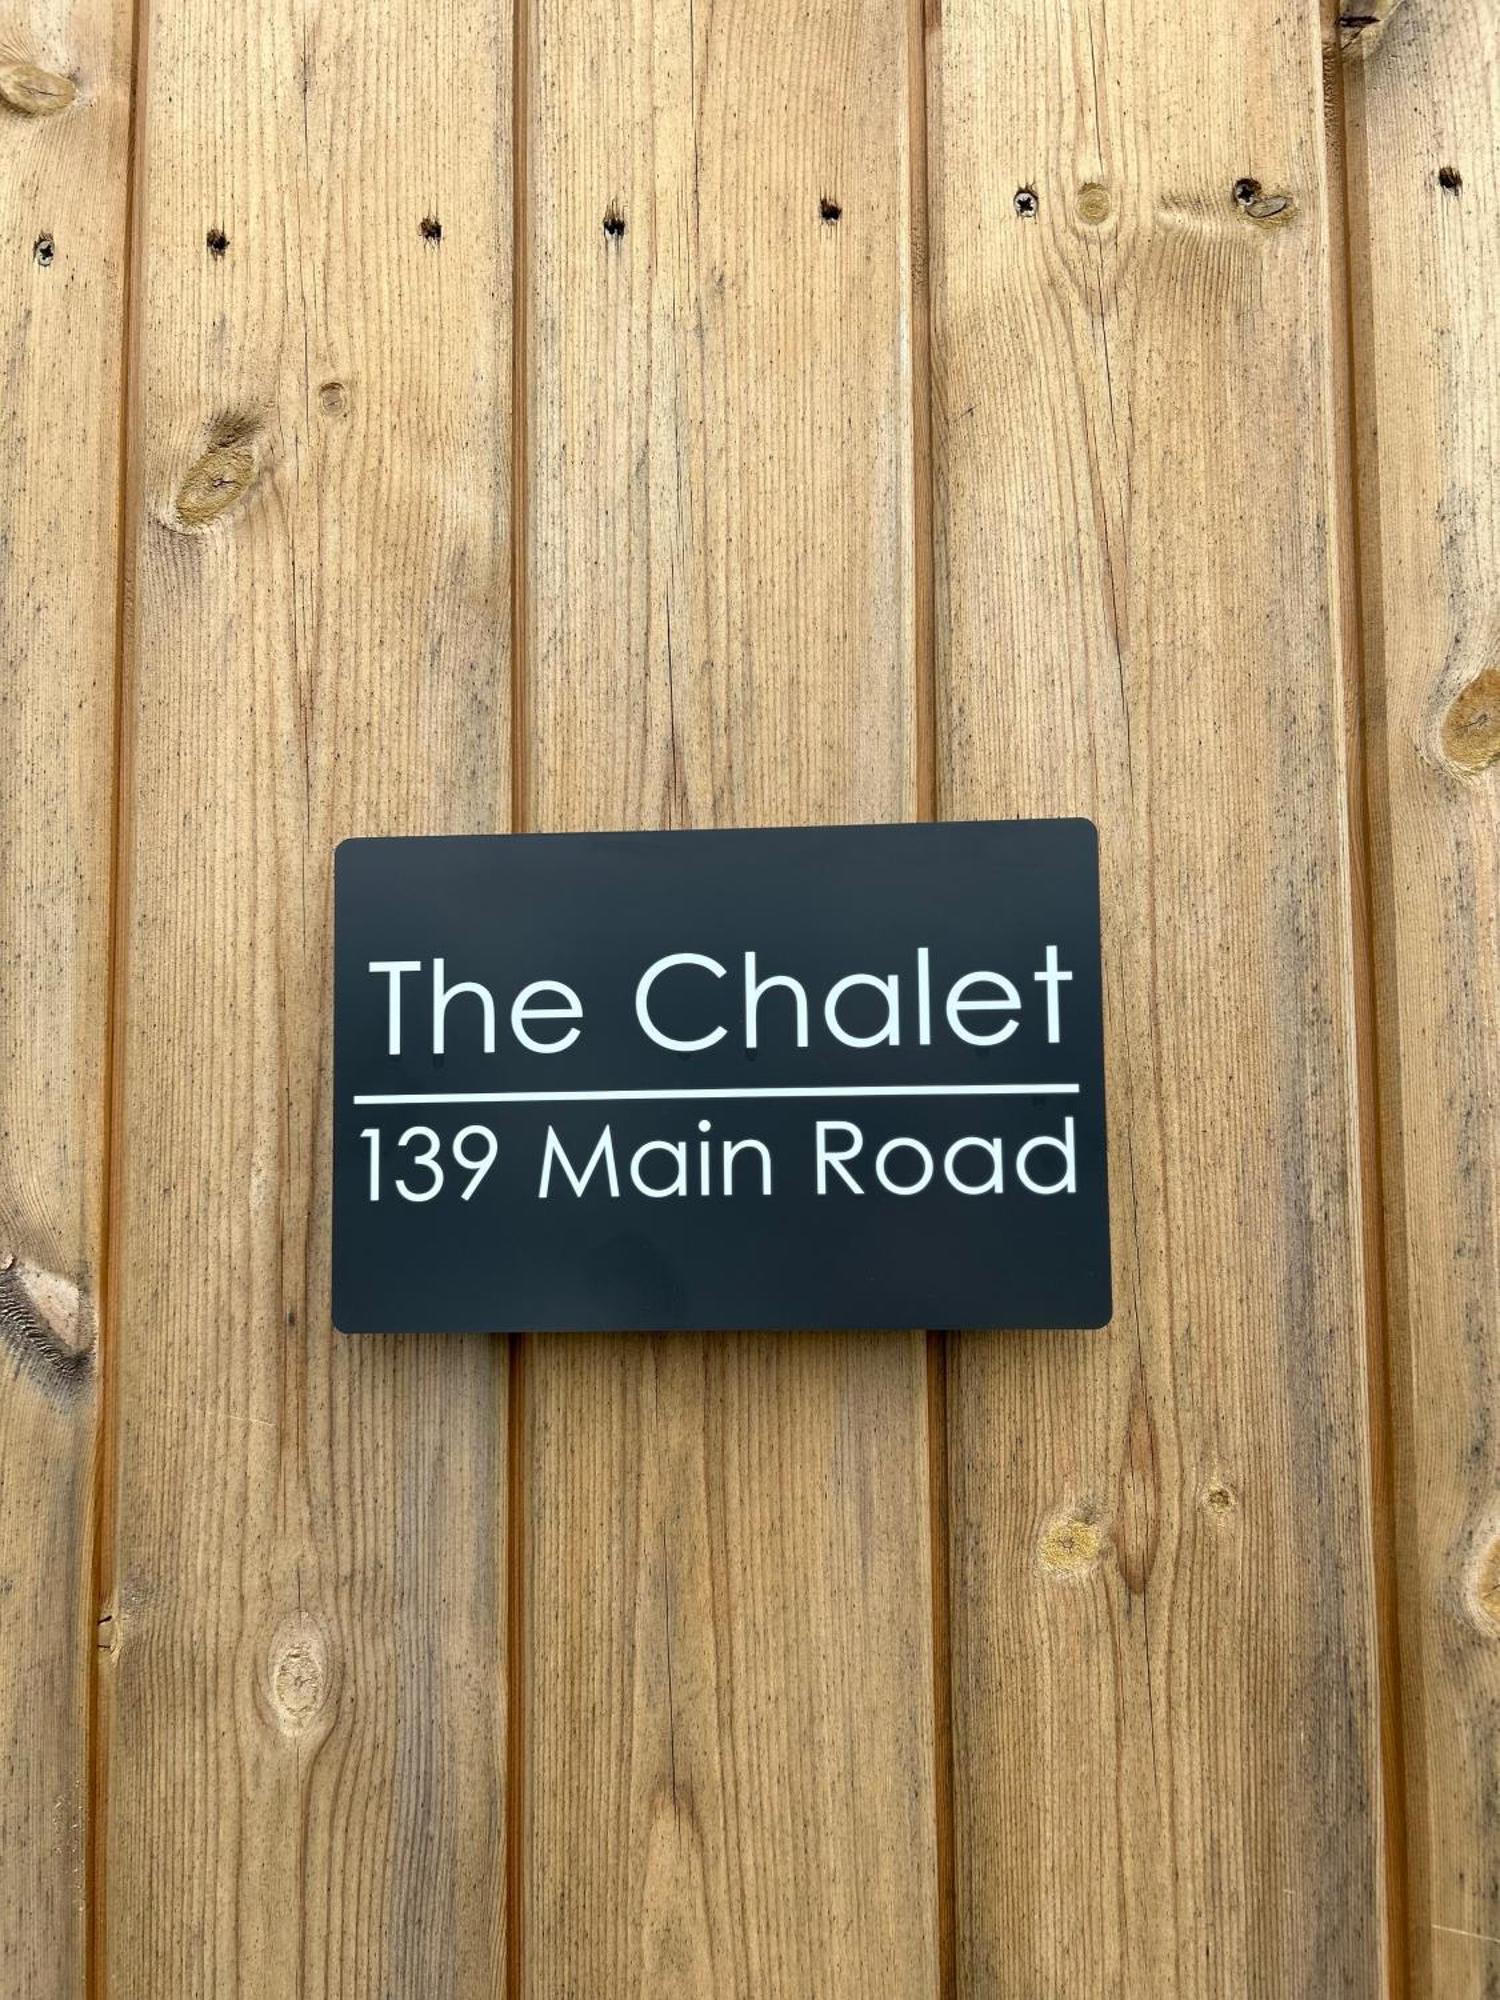 The Chalet
139 Main Road